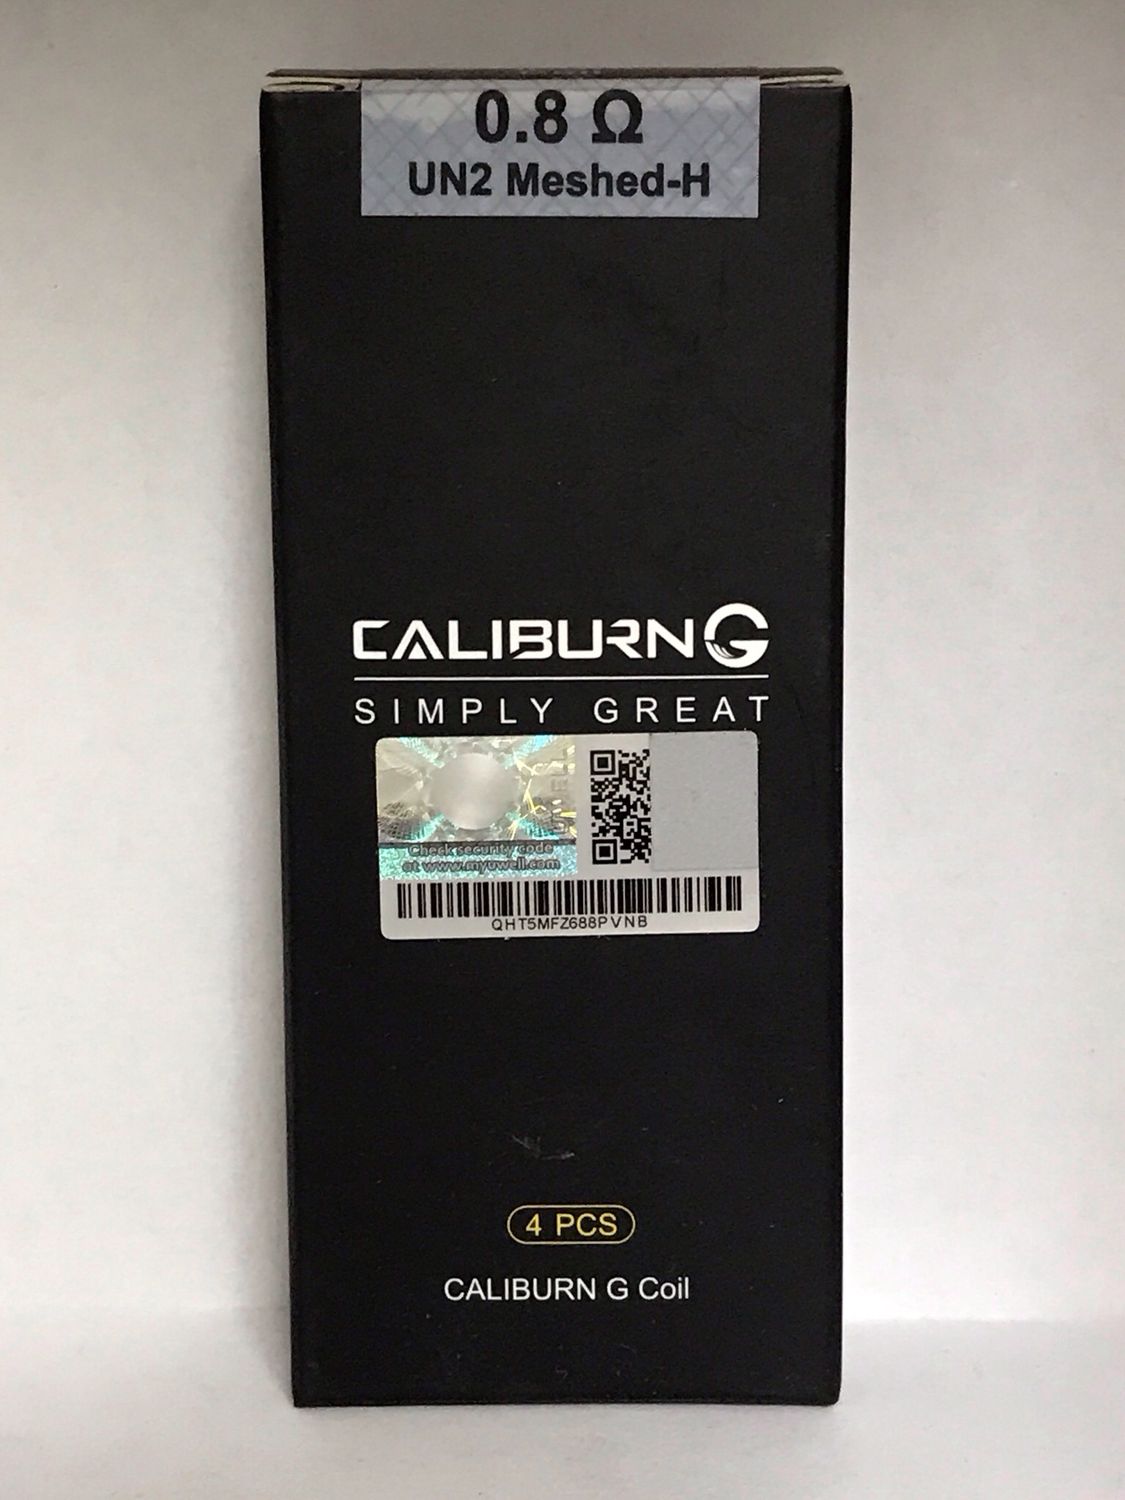 0.8 Ω
UN2 Meshed-H
CALIBURN G
SIMPLY GREAT
UWELL
Check security code
at www.myuwell.com
QHT5MFZ688PVNB
4 PCS
CALIBURN G Coil